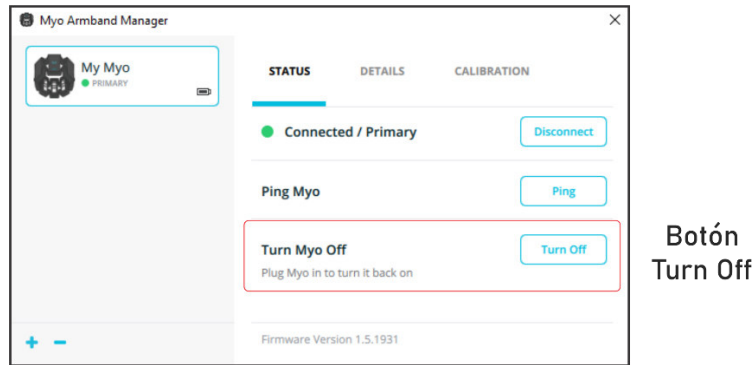 Myo Armband Manager
My Myo
PRIMARY
STATUS DETAILS CALIBRATION
Connected / Primary Disconnect
Ping Myo Ping
Turn Myo Off Turn Off
Plug Myo in to turn it back on
Firmware Version 1.5.1931
Botón
Turn Off